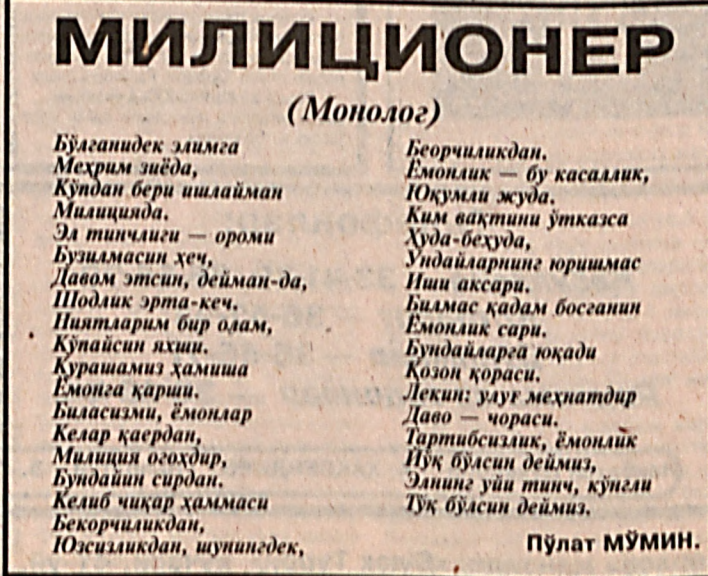 МИЛИЦИОНЕР
(Монолог)
Бўлганидек элимга
Меҳрим зиёда,
Кўпдан бери ишлайман
Милицияда.
Эл тинчлиги — ороми
Бузилмасин ҳеч,
Давом этсин, дейман-да,
Шодлик эрта-кеч.
Ниятларим бир олам,
Кўпайсин яхши.
Курашамиз ҳамиша
Ёмонга қарши.
Биласизми, ёмонлар
Келар қаердан,
Милиция огоҳдир,
Бундайин сирдан.
Келиб чиқар ҳаммаси
Бекорчиликдан,
Юзсизликдан, шунингдек,
Беорчиликдан.
Ёмонлик — бу касаллик,
Юқумли жуда.
Ким вақтини ўтказса
Ҳуда-беҳуда,
Ундайларнинг юришмас
Иши аксари.
Билмас қадам босганин
Ёмонлик сари.
Бундайларга юқади
Қозон қораси.
Лекин: улуғ меҳнатдир
Даво — чораси.
Тартибсизлик, ёмонлик
Йўқ бўлсин деймиз,
Элнинг уйи тинч, кўнгли
Тўқ бўлсин деймиз.
Пўлат МЎМИН.